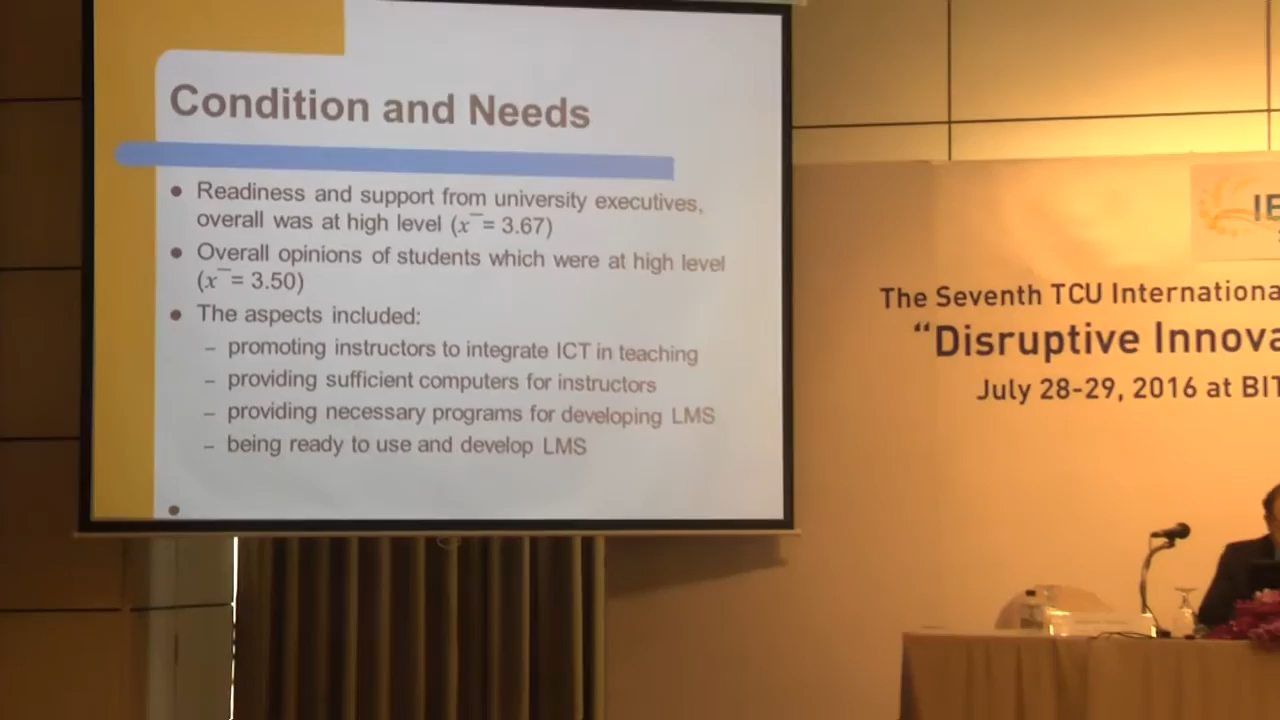 Condition and Needs
• Readiness and support from university executives,
overall was at high level (x̄ = 3.67)
• Overall opinions of students which were at high level
(x̄ = 3.50)
• The aspects included:
– promoting instructors to integrate ICT in teaching
– providing sufficient computers for instructors
– providing necessary programs for developing LMS
– being ready to use and develop LMS
•
The Seventh TCU Internationa
“Disruptive Innova
July 28-29, 2016 at BIT